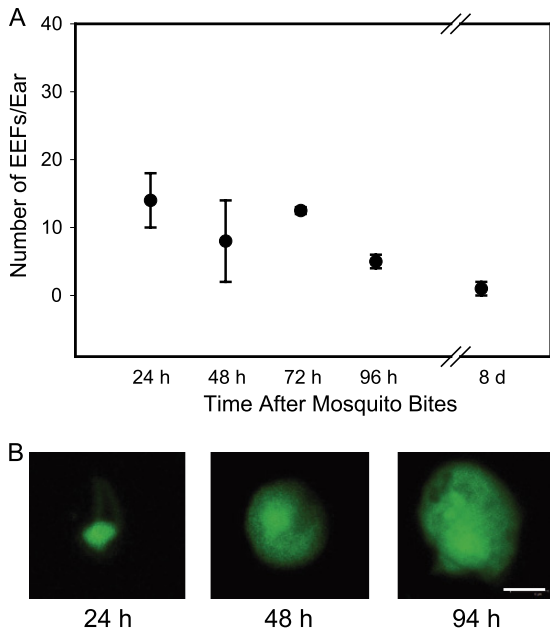 A
40
30
20
10
0
Number of EEFs/Ear
24 h 48 h 72 h 96 h 8 d
Time After Mosquito Bites
B
24 h 48 h 94 h